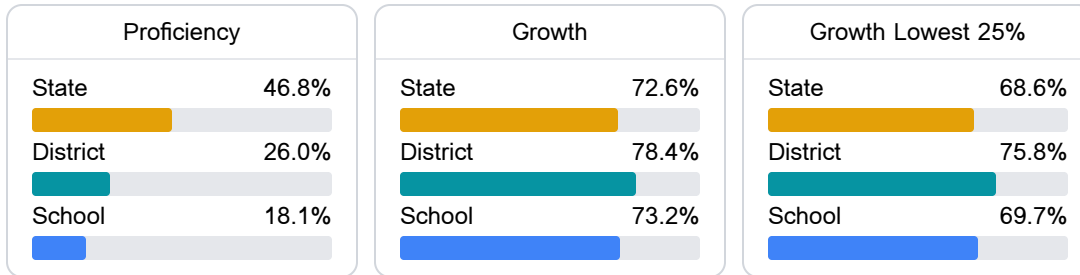 Proficiency
State 46.8%
District 26.0%
School 18.1%
Growth
State 72.6%
District 78.4%
School 73.2%
Growth Lowest 25%
State 68.6%
District 75.8%
School 69.7%